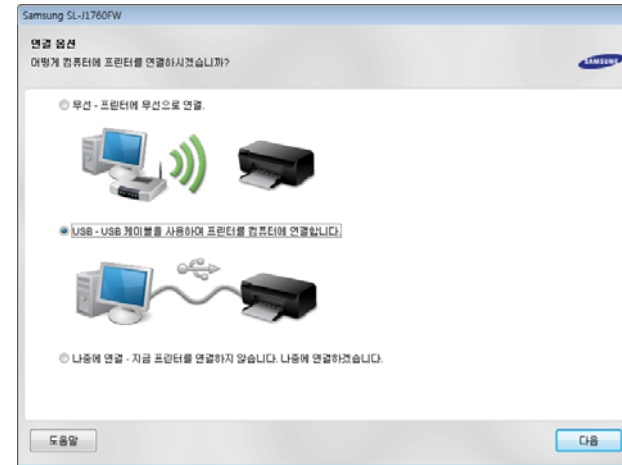 Samsung SL-J1760FW
연결 옵션
어떻게 컴퓨터에 프린터를 연결하시겠습니까?
SAMSUNG
무선 - 프린터에 무선으로 연결.
USB - USB 케이블을 사용하여 프린터를 컴퓨터에 연결합니다.
나중에 연결 - 지금 프린터를 연결하지 않습니다. 나중에 연결하겠습니다.
도움말
다음